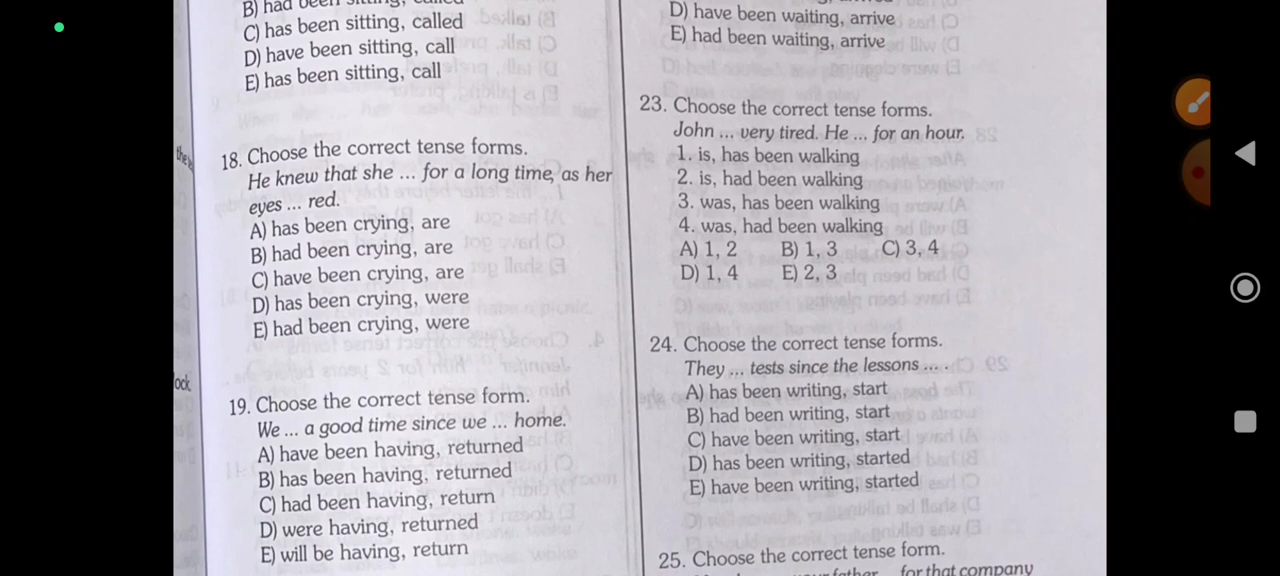 C) has been sitting, called
D) have been sitting, call
E) has been sitting, call
18. Choose the correct tense forms.
He knew that she ... for a long time, as her
eyes ... red.
A) has been crying, are
B) had been crying, are
C) have been crying, are
D) has been crying, were
E) had been crying, were
19. Choose the correct tense form.
We ... a good time since we ... home.
A) have been having, returned
B) has been having, returned
C) had been having, return
D) were having, returned
E) will be having, return
D) have been waiting, arrive
E) had been waiting, arrive
23. Choose the correct tense forms.
John ... very tired. He ... for an hour.
1. is, has been walking
2. is, had been walking
3. was, has been walking
4. was, had been walking
A) 1, 2 B) 1, 3 C) 3, 4
D) 1, 4 E) 2, 3
24. Choose the correct tense forms.
They ... tests since the lessons ... .
A) has been writing, start
B) had been writing, start
C) have been writing, start
D) has been writing, started
E) have been writing, started
25. Choose the correct tense form.
father ... for that company